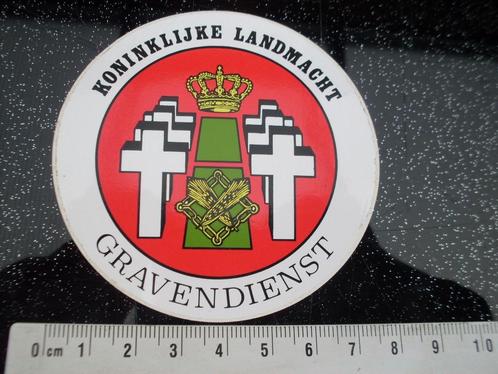 KONINKLIJKE LANDMACHT
GRAVENDIENST
0 cm 1 2 3 4 5 6 7 8 9 10